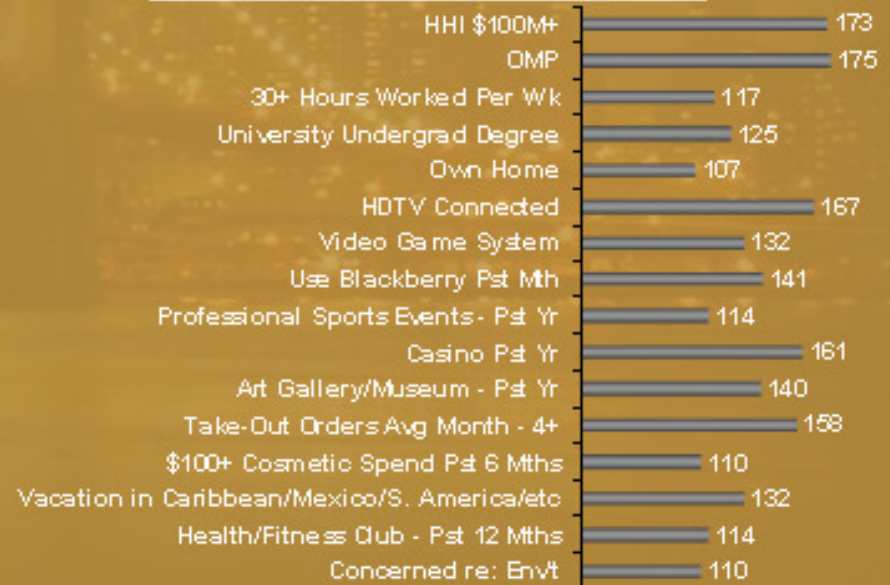 HHI $100M+ 173
OMP 175
30+ Hours Worked Per Wk 117
University Undergrad Degree 125
Own Home 107
HDTV Connected 167
Video Game System 132
Use Blackberry Pst Mth 141
Professional Sports Events - Pst Yr 114
Casino Pst Yr 161
Art Gallery/Museum - Pst Yr 140
Take-Out Orders Avg Month - 4+ 158
$100+ Cosmetic Spend Pst 6 Mths 110
Vacation in Caribbean/Mexico/S. America/etc 132
Health/Fitness Club - Pst 12 Mths 114
Concerned re: Env't 110